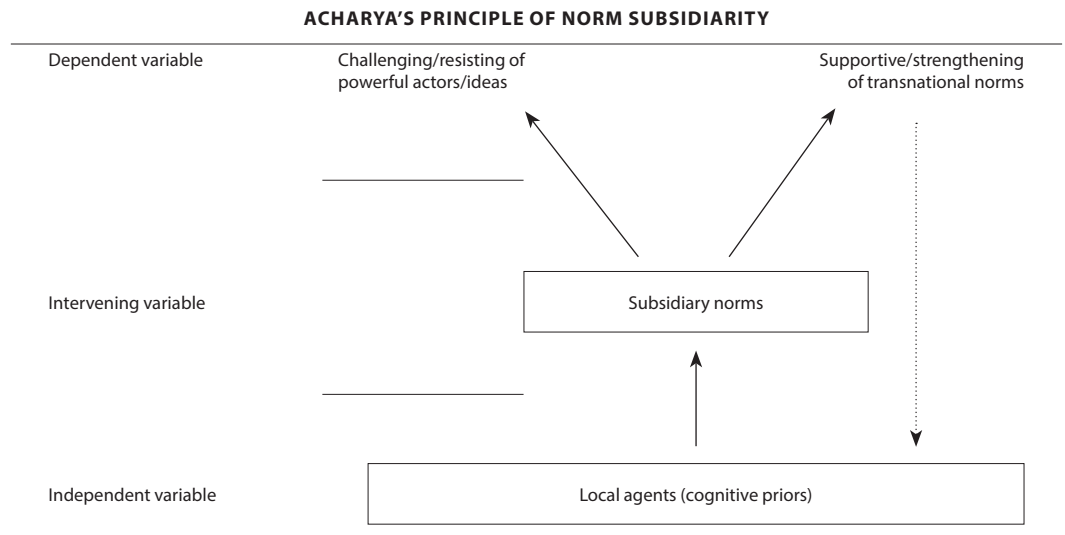 ACHARYA’S PRINCIPLE OF NORM SUBSIDIARITY
Dependent variable
Challenging/resisting of
powerful actors/ideas
Supportive/strengthening
of transnational norms
Intervening variable
Subsidiary norms
Independent variable
Local agents (cognitive priors)